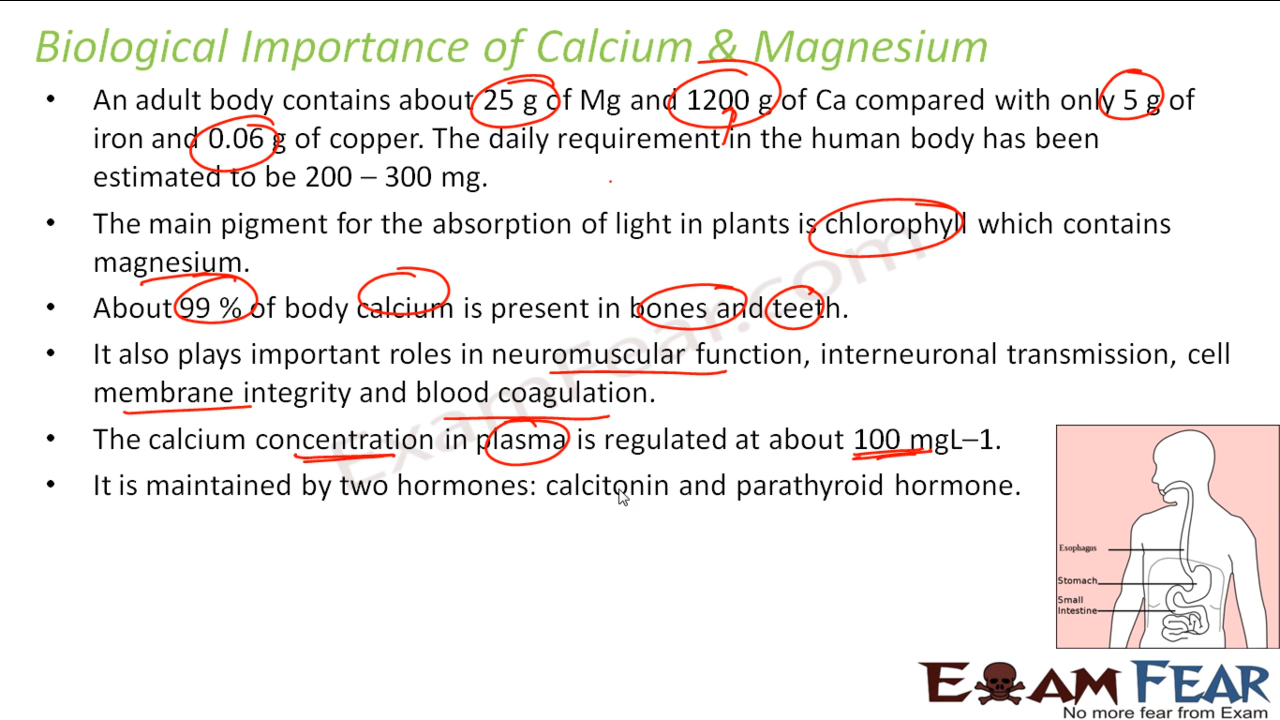 Biological Importance of Calcium & Magnesium
• An adult body contains about 25 g of Mg and 1200 g of Ca compared with only 5 g of
iron and 0.06 g of copper. The daily requirement in the human body has been
estimated to be 200 – 300 mg.
• The main pigment for the absorption of light in plants is chlorophyll which contains
magnesium.
• About 99 % of body calcium is present in bones and teeth.
• It also plays important roles in neuromuscular function, interneuronal transmission, cell
membrane integrity and blood coagulation.
• The calcium concentration in plasma is regulated at about 100 mgL–1.
• It is maintained by two hormones: calcitonin and parathyroid hormone.
ExamFear.com
Esophagus
Stomach
Small
Intestine
EXAM FEAR
No more fear from Exam